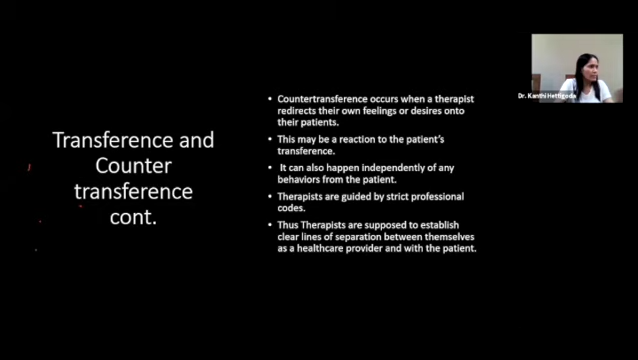 Dr. Kanthi Hettigoda
Transference and
Counter
transference
cont.
• Countertransference occurs when a therapist
redirects their own feelings or desires onto
their patients.
• This may be a reaction to the patient's
transference.
• It can also happen independently of any
behaviors from the patient.
• Therapists are guided by strict professional
codes.
• Thus Therapists are supposed to establish
clear lines of separation between themselves
as a healthcare provider and with the patient.